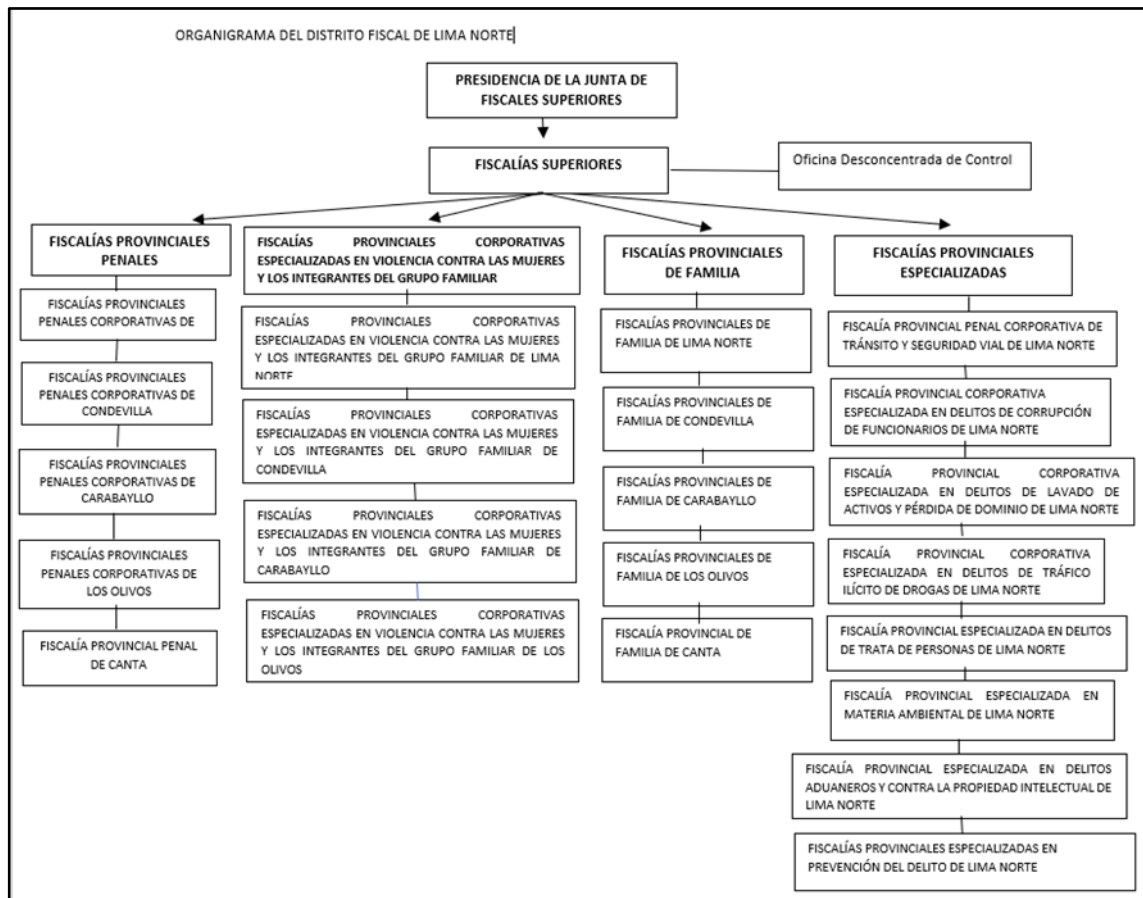 ORGANIGRAMA DEL DISTRITO FISCAL DE LIMA NORTE
PRESIDENCIA DE LA JUNTA DE
FISCALES SUPERIORES
FISCALÍAS SUPERIORES
Oficina Desconcentrada de Control
FISCALÍAS PROVINCIALES
PENALES
FISCALÍAS PROVINCIALES
PENALES CORPORATIVAS DE
FISCALÍAS PROVINCIALES
PENALES CORPORATIVAS DE
CONDEVILLA
FISCALÍAS PROVINCIALES
PENALES CORPORATIVAS DE
CARABAYLLO
FISCALÍAS PROVINCIALES
PENALES CORPORATIVAS DE
LOS OLIVOS
FISCALÍA PROVINCIAL PENAL
DE CANTA
FISCALÍAS PROVINCIALES CORPORATIVAS
ESPECIALIZADAS EN VIOLENCIA CONTRA LAS MUJERES
Y LOS INTEGRANTES DEL GRUPO FAMILIAR
FISCALÍAS PROVINCIALES CORPORATIVAS
ESPECIALIZADAS EN VIOLENCIA CONTRA LAS MUJERES
Y LOS INTEGRANTES DEL GRUPO FAMILIAR DE LIMA
NORTE
FISCALÍAS PROVINCIALES CORPORATIVAS
ESPECIALIZADAS EN VIOLENCIA CONTRA LAS MUJERES
Y LOS INTEGRANTES DEL GRUPO FAMILIAR DE
CONDEVILLA
FISCALÍAS PROVINCIALES CORPORATIVAS
ESPECIALIZADAS EN VIOLENCIA CONTRA LAS MUJERES
Y LOS INTEGRANTES DEL GRUPO FAMILIAR DE
CARABAYLLO
FISCALÍAS PROVINCIALES CORPORATIVAS
ESPECIALIZADAS EN VIOLENCIA CONTRA LAS MUJERES
Y LOS INTEGRANTES DEL GRUPO FAMILIAR DE LOS
OLIVOS
FISCALÍAS PROVINCIALES
DE FAMILIA
FISCALÍAS PROVINCIALES DE
FAMILIA DE LIMA NORTE
FISCALÍAS PROVINCIALES DE
FAMILIA DE CONDEVILLA
FISCALÍAS PROVINCIALES DE
FAMILIA DE CARABAYLLO
FISCALÍAS PROVINCIALES DE
FAMILIA DE LOS OLIVOS
FISCALÍA PROVINCIAL DE
FAMILIA DE CANTA
FISCALÍAS PROVINCIALES
ESPECIALIZADAS
FISCALÍA PROVINCIAL PENAL CORPORATIVA DE
TRÁNSITO Y SEGURIDAD VIAL DE LIMA NORTE
FISCALÍA PROVINCIAL CORPORATIVA
ESPECIALIZADA EN DELITOS DE CORRUPCIÓN
DE FUNCIONARIOS DE LIMA NORTE
FISCALÍA PROVINCIAL CORPORATIVA
ESPECIALIZADA EN DELITOS DE LAVADO DE
ACTIVOS Y PÉRDIDA DE DOMINIO DE LIMA NORTE
FISCALÍA PROVINCIAL CORPORATIVA
ESPECIALIZADA EN DELITOS DE TRÁFICO
ILÍCITO DE DROGAS DE LIMA NORTE
FISCALÍA PROVINCIAL ESPECIALIZADA EN DELITOS
DE TRATA DE PERSONAS DE LIMA NORTE
FISCALÍA PROVINCIAL ESPECIALIZADA EN
MATERIA AMBIENTAL DE LIMA NORTE
FISCALÍA PROVINCIAL ESPECIALIZADA EN DELITOS
ADUANEROS Y CONTRA LA PROPIEDAD INTELECTUAL DE
LIMA NORTE
FISCALÍAS PROVINCIALES ESPECIALIZADAS EN
PREVENCIÓN DEL DELITO DE LIMA NORTE